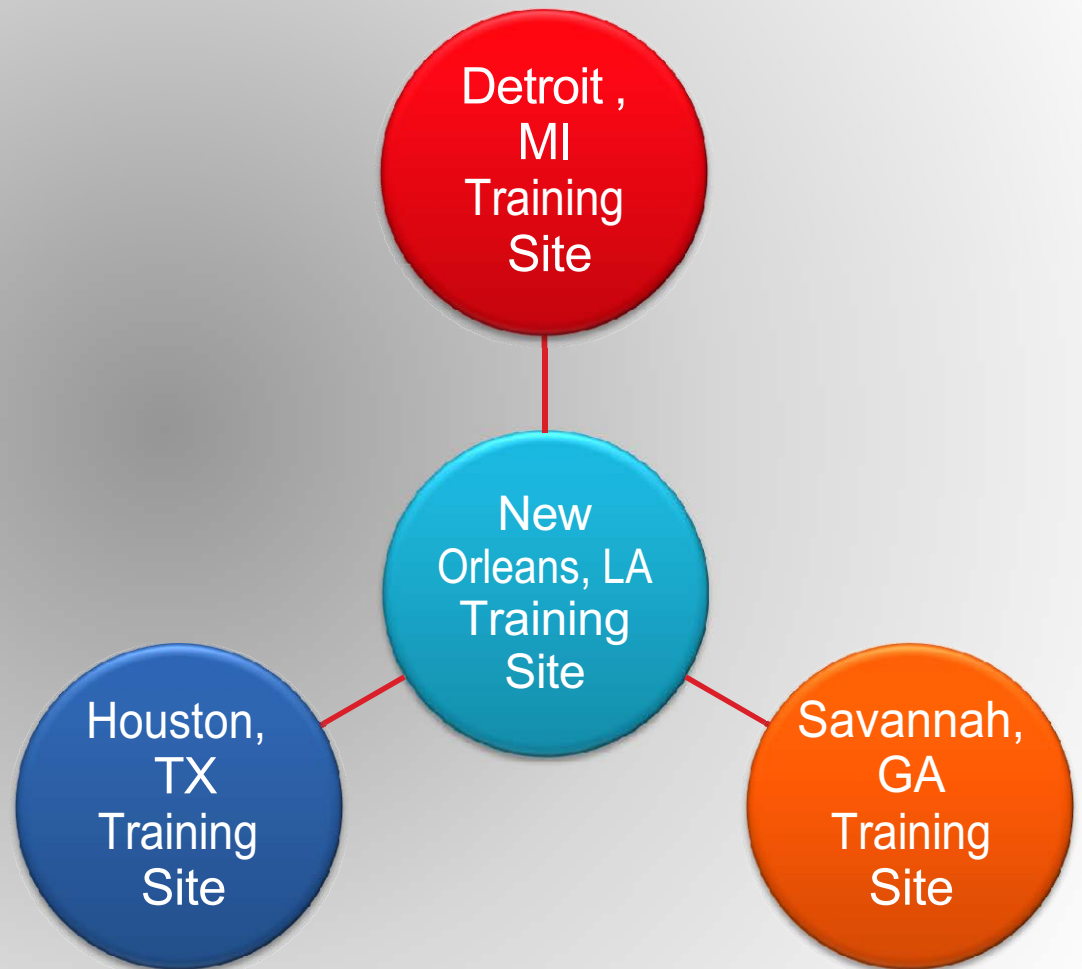 Detroit ,
MI
Training
Site
New
Orleans, LA
Training
Site
Houston,
TX
Training
Site
Savannah,
GA
Training
Site